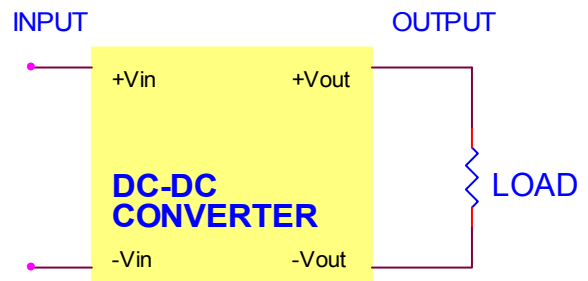 INPUT
OUTPUT
+Vin
+Vout
DC-DC
CONVERTER
LOAD
-Vin
-Vout